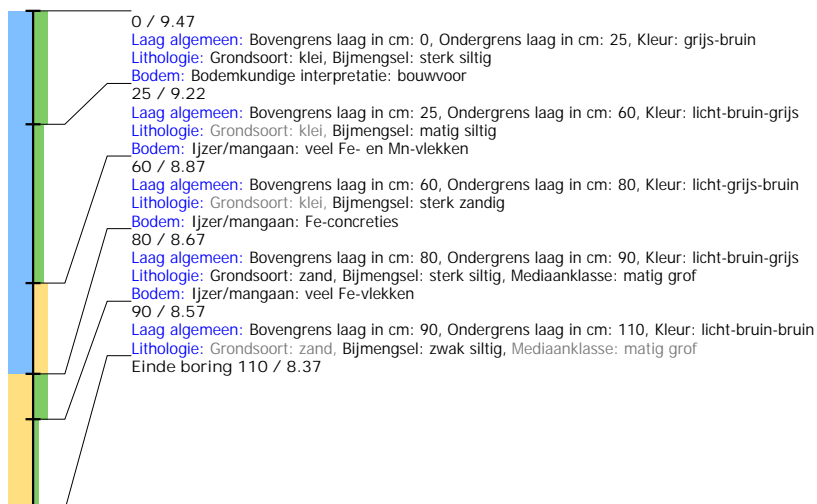 0 / 9.47
Laag algemeen: Bovengrens laag in cm: 0, Ondergrens laag in cm: 25, Kleur: grijs-bruin
Lithologie: Grondsoort: klei, Bijmengsel: sterk siltig
Bodem: Bodemkundige interpretatie: bouwvoor
25 / 9.22
Laag algemeen: Bovengrens laag in cm: 25, Ondergrens laag in cm: 60, Kleur: licht-bruin-grijs
Lithologie: Grondsoort: klei, Bijmengsel: matig siltig
Bodem: Ijzer/mangaan: veel Fe- en Mn-vlekken
60 / 8.87
Laag algemeen: Bovengrens laag in cm: 60, Ondergrens laag in cm: 80, Kleur: licht-grijs-bruin
Lithologie: Grondsoort: klei, Bijmengsel: sterk zandig
Bodem: Ijzer/mangaan: Fe-concreties
80 / 8.67
Laag algemeen: Bovengrens laag in cm: 80, Ondergrens laag in cm: 90, Kleur: licht-bruin-grijs
Lithologie: Grondsoort: zand, Bijmengsel: sterk siltig, Mediaanklasse: matig grof
Bodem: Ijzer/mangaan: veel Fe-vlekken
90 / 8.57
Laag algemeen: Bovengrens laag in cm: 90, Ondergrens laag in cm: 110, Kleur: licht-bruin-bruin
Lithologie: Grondsoort: zand, Bijmengsel: zwak siltig, Mediaanklasse: matig grof
Einde boring 110 / 8.37